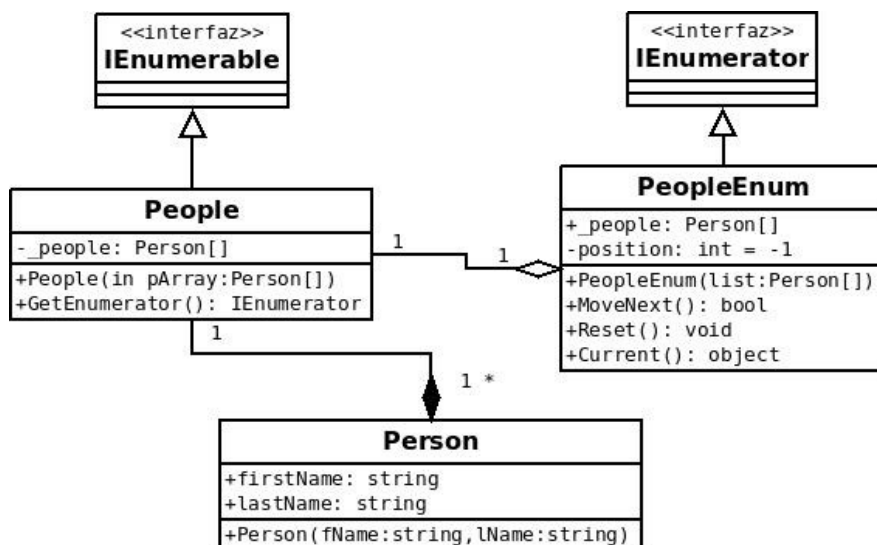 <<interfaz>>
IEnumerable
<<interfaz>>
IEnumerator
People
-_people: Person[]
+People(in pArray:Person[])
+GetEnumerator(): IEnumerator
1
1
PeopleEnum
+_people: Person[]
-position: int = -1
+PeopleEnum(list:Person[])
+MoveNext(): bool
+Reset(): void
+Current(): object
1
1 *
Person
+firstName: string
+lastName: string
+Person(fName:string,lName:string)